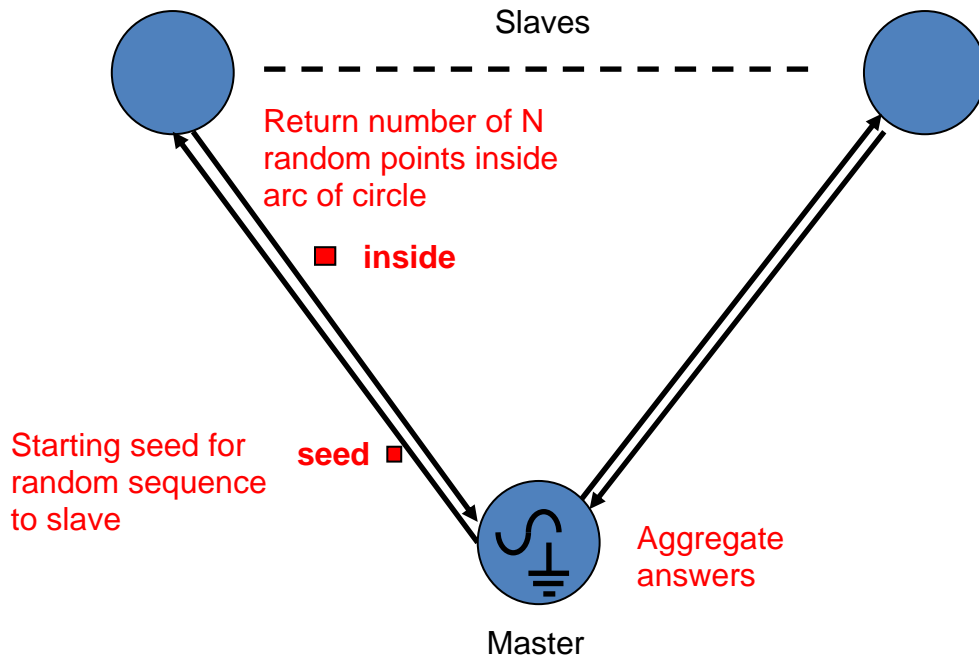 Slaves
Return number of N
random points inside
arc of circle
inside
Starting seed for
random sequence
to slave
seed
Aggregate
answers
Master